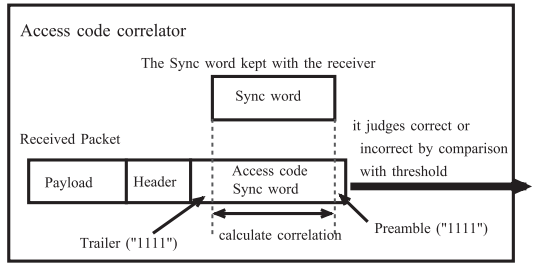 Access code correlator
The Sync word kept with the receiver
Sync word
Received Packet
it judges correct or
incorrect by comparison
with threshold
Payload
Header
Access code
Sync word
Trailer ("1111")
calculate correlation
Preamble ("1111")